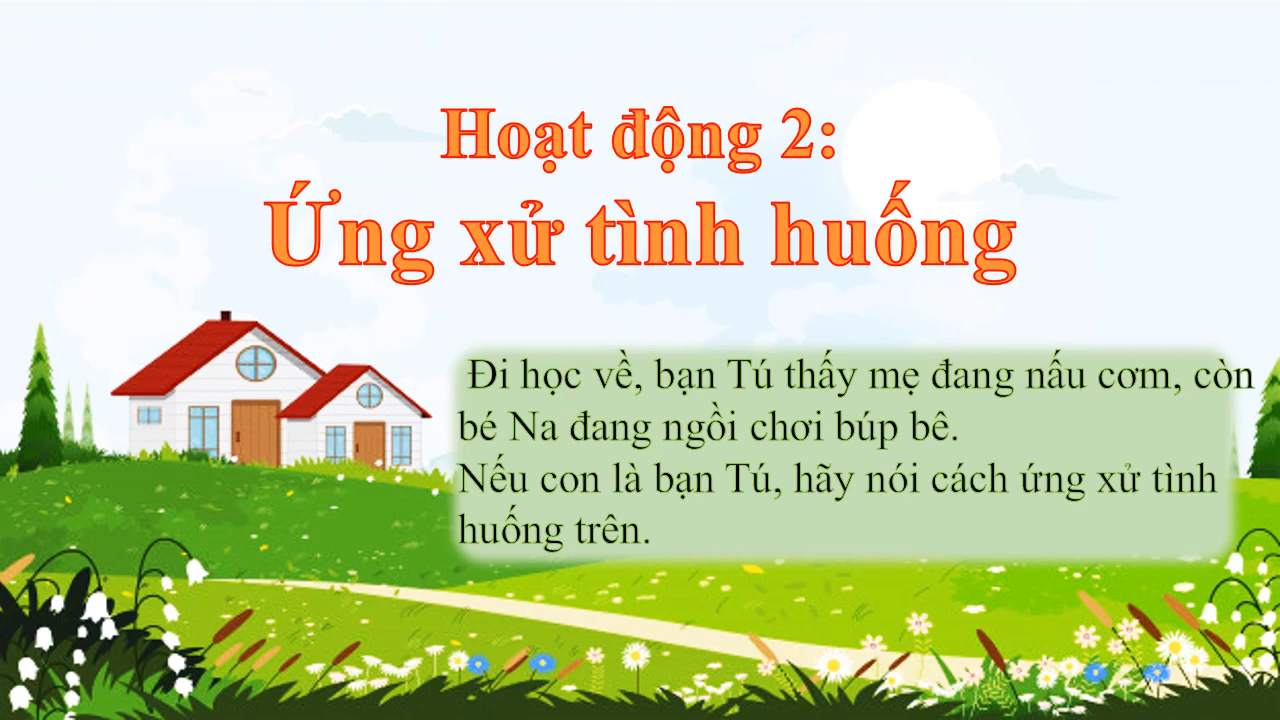 Hoạt động 2:
Ứng xử tình huống
Đi học về, bạn Tú thấy mẹ đang nấu cơm, còn
bé Na đang ngồi chơi búp bê.
Nếu con là bạn Tú, hãy nói cách ứng xử tình
huống trên.